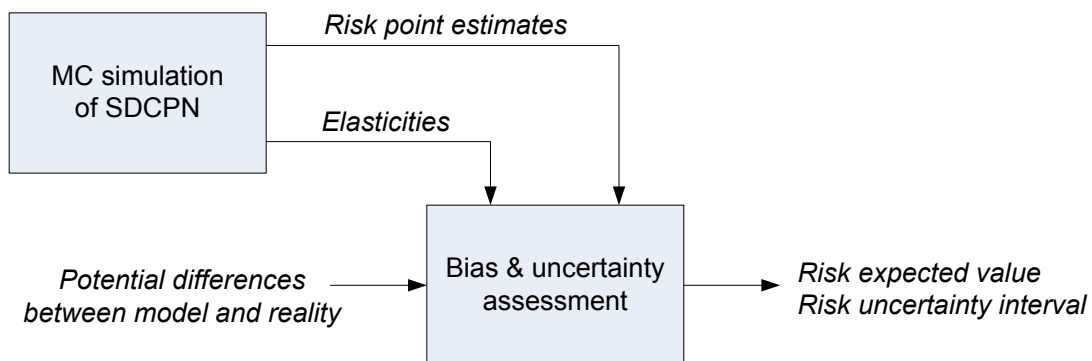 Risk point estimates
MC simulation
of SDCPN
Elasticities
Bias & uncertainty
assessment
Potential differences
between model and reality
Risk expected value
Risk uncertainty interval